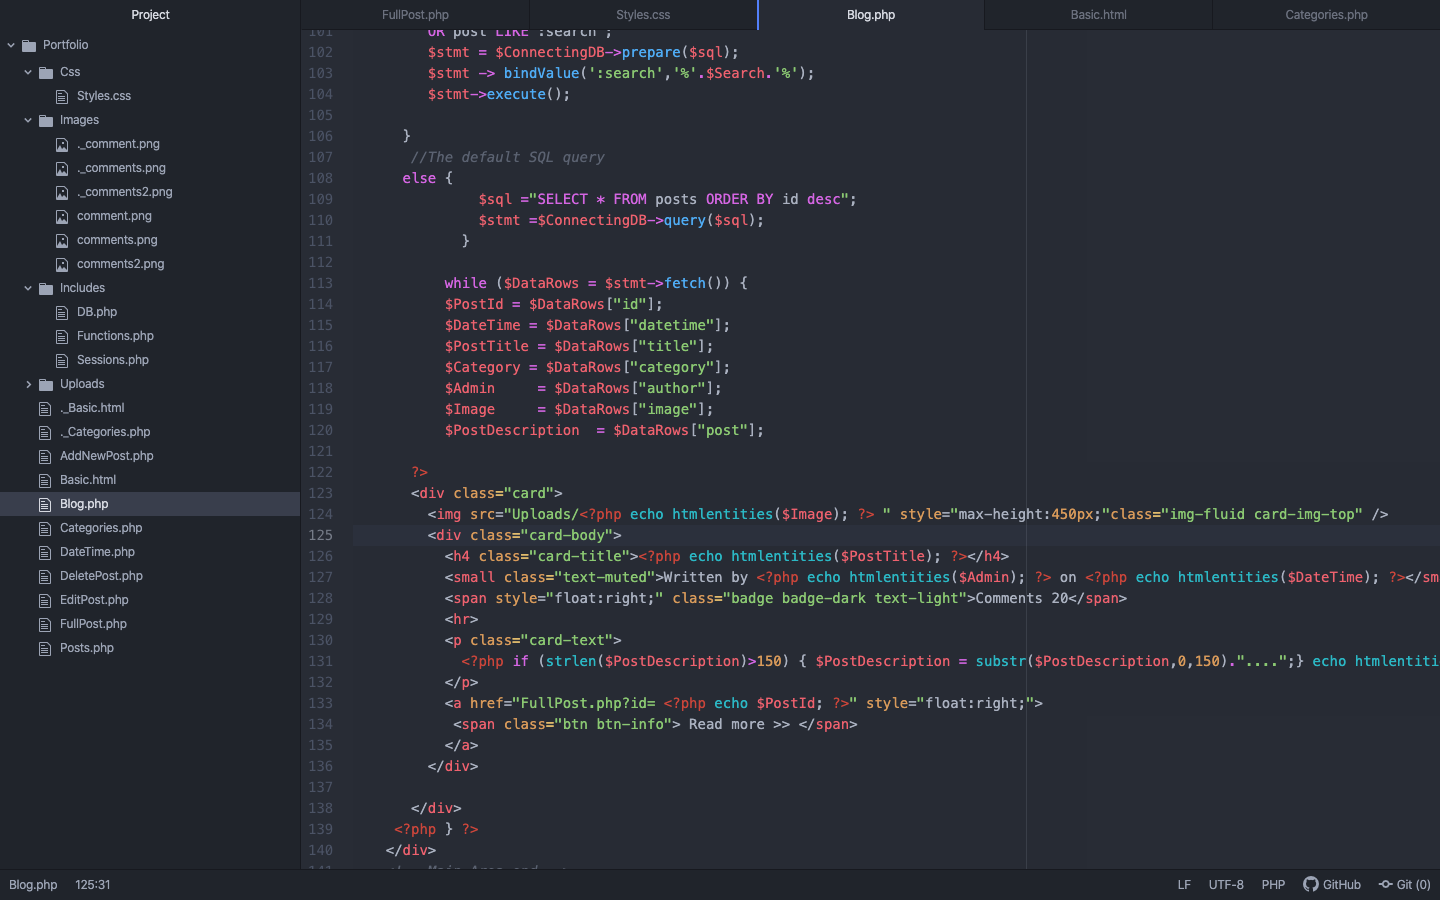 Project
FullPost.php
Styles.css
Blog.php
Basic.html
Categories.php
Portfolio
Css
Styles.css
Images
._comment.png
._comments.png
._comments2.png
comment.png
comments.png
comments2.png
Includes
DB.php
Functions.php
Sessions.php
Uploads
._Basic.html
._Categories.php
AddNewPost.php
Basic.html
Blog.php
Categories.php
DateTime.php
DeletePost.php
EditPost.php
FullPost.php
Posts.php
101 OR post LIKE :search";
102 $stmt = $ConnectingDB->prepare($sql);
103 $stmt -> bindValue(':search','%'.$Search.'%');
104 $stmt->execute();
105
106 }
107 //The default SQL query
108 else {
109 $sql ="SELECT * FROM posts ORDER BY id desc";
110 $stmt =$ConnectingDB->query($sql);
111 }
112
113 while ($DataRows = $stmt->fetch()) {
114 $PostId = $DataRows["id"];
115 $DateTime = $DataRows["datetime"];
116 $PostTitle = $DataRows["title"];
117 $Category = $DataRows["category"];
118 $Admin = $DataRows["author"];
119 $Image = $DataRows["image"];
120 $PostDescription = $DataRows["post"];
121
122 ?>
123 <div class="card">
124 <img src="Uploads/<?php echo htmlentities($Image); ?> " style="max-height:450px;"class="img-fluid card-img-top" />
125 <div class="card-body">
126 <h4 class="card-title"><?php echo htmlentities($PostTitle); ?></h4>
127 <small class="text-muted">Written by <?php echo htmlentities($Admin); ?> on <?php echo htmlentities($DateTime); ?></sm
128 <span style="float:right;" class="badge badge-dark text-light">Comments 20</span>
129 <hr>
130 <p class="card-text">
131 <?php if (strlen($PostDescription)>150) { $PostDescription = substr($PostDescription,0,150)."....";} echo htmlentiti
132 </p>
133 <a href="FullPost.php?id= <?php echo $PostId; ?>" style="float:right;">
134 <span class="btn btn-info"> Read more >> </span>
135 </a>
136 </div>
137
138 </div>
139 <?php } ?>
140 </div>
Blog.php 125:31
LF UTF-8 PHP GitHub Git (0)